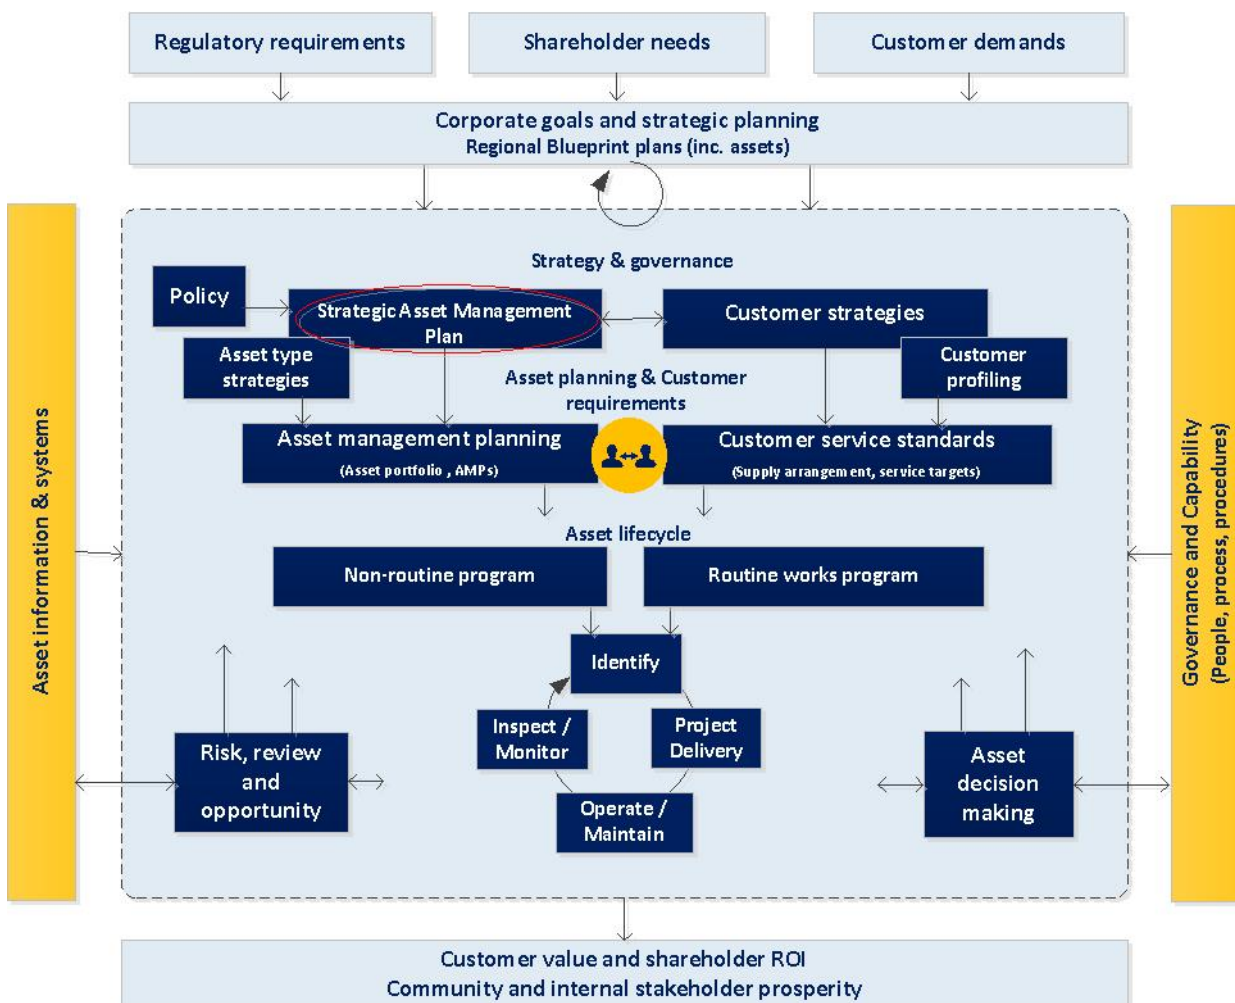 Regulatory requirements
Shareholder needs
Customer demands
Corporate goals and strategic planning
Regional Blueprint plans (inc. assets)
Asset information & systems
Governance and Capability
(People, process, procedures)
Strategy & governance
Policy
Strategic Asset Management
Plan
Customer strategies
Asset type
strategies
Customer
profiling
Asset planning & Customer
requirements
Asset management planning
(Asset portfolio , AMPs)
Customer service standards
(Supply arrangement, service targets)
Asset lifecycle
Non-routine program
Routine works program
Identify
Inspect /
Monitor
Project
Delivery
Operate /
Maintain
Risk, review
and
opportunity
Asset
decision
making
Customer value and shareholder ROI
Community and internal stakeholder prosperity